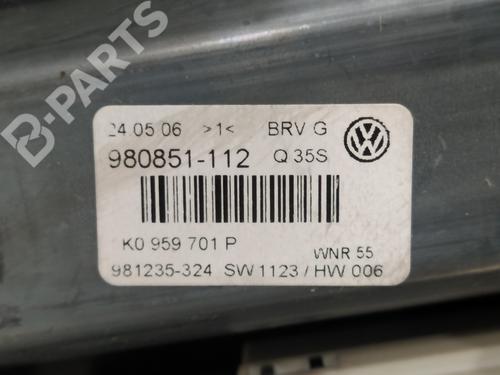 B-PARTS
24 05 06 >1< BRV G
980851-112 Q 35S
K0 959 701 P
WNR 55
981235-324 SW 1123 / HW 006